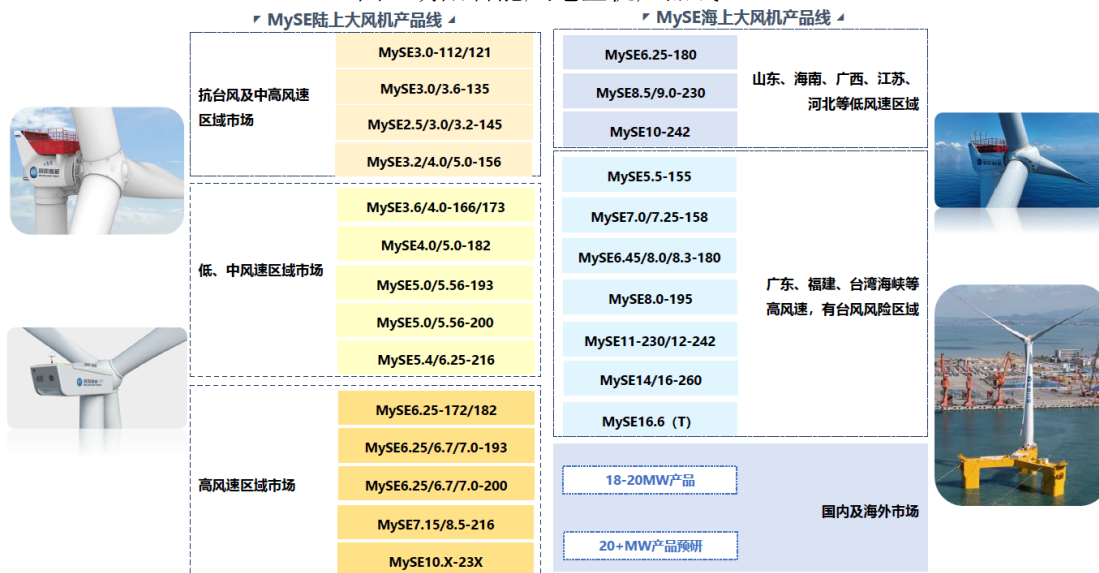 MySE陆上大风机产品线
MySE3.0-112/121
MySE3.0/3.6-135
MySE2.5/3.0/3.2-145
MySE3.2/4.0/5.0-156
抗台风及中高风速
区域市场
MySE3.6/4.0-166/173
MySE4.0/5.0-182
MySE5.0/5.56-193
MySE5.0/5.56-200
MySE5.4/6.25-216
低、中风速区域市场
MySE6.25-172/182
MySE6.25/6.7/7.0-193
MySE6.25/6.7/7.0-200
MySE7.15/8.5-216
MySE10.X-23X
高风速区域市场
MySE海上大风机产品线
MySE6.25-180
MySE8.5/9.0-230
MySE10-242
山东、海南、广西、江苏、
河北等低风速区域
MySE5.5-155
MySE7.0/7.25-158
MySE6.45/8.0/8.3-180
MySE8.0-195
MySE11-230/12-242
MySE14/16-260
MySE16.6（T）
广东、福建、台湾海峡等
高风速，有台风风险区域
18-20MW产品
20+MW产品预研
国内及海外市场